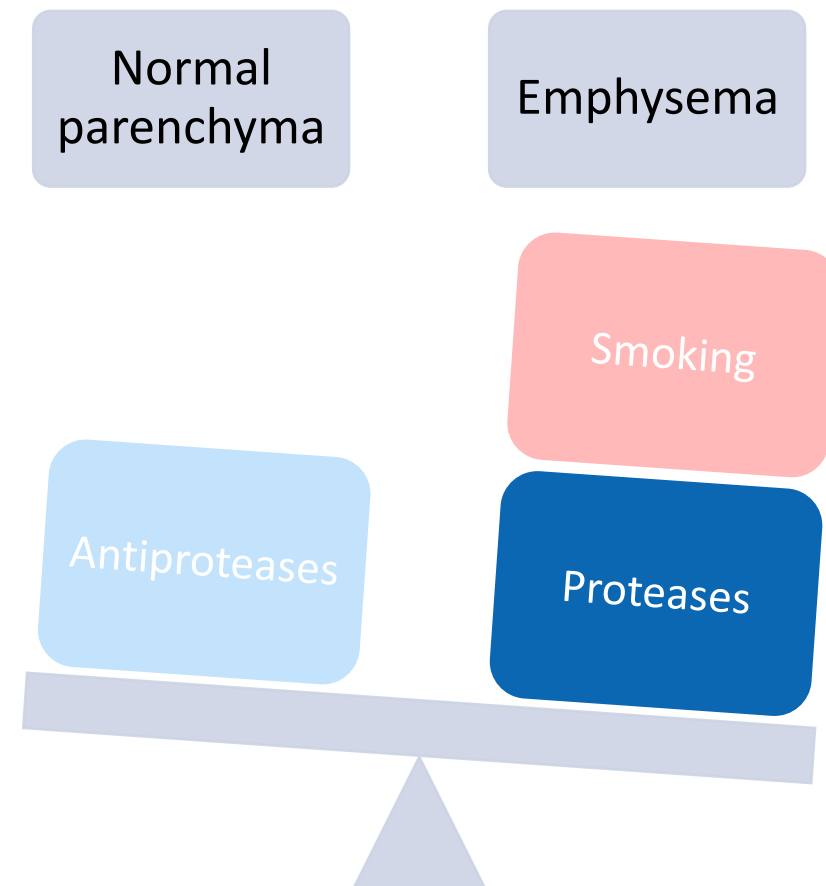 Normal
parenchyma
Emphysema
Smoking
Antiproteases
Proteases